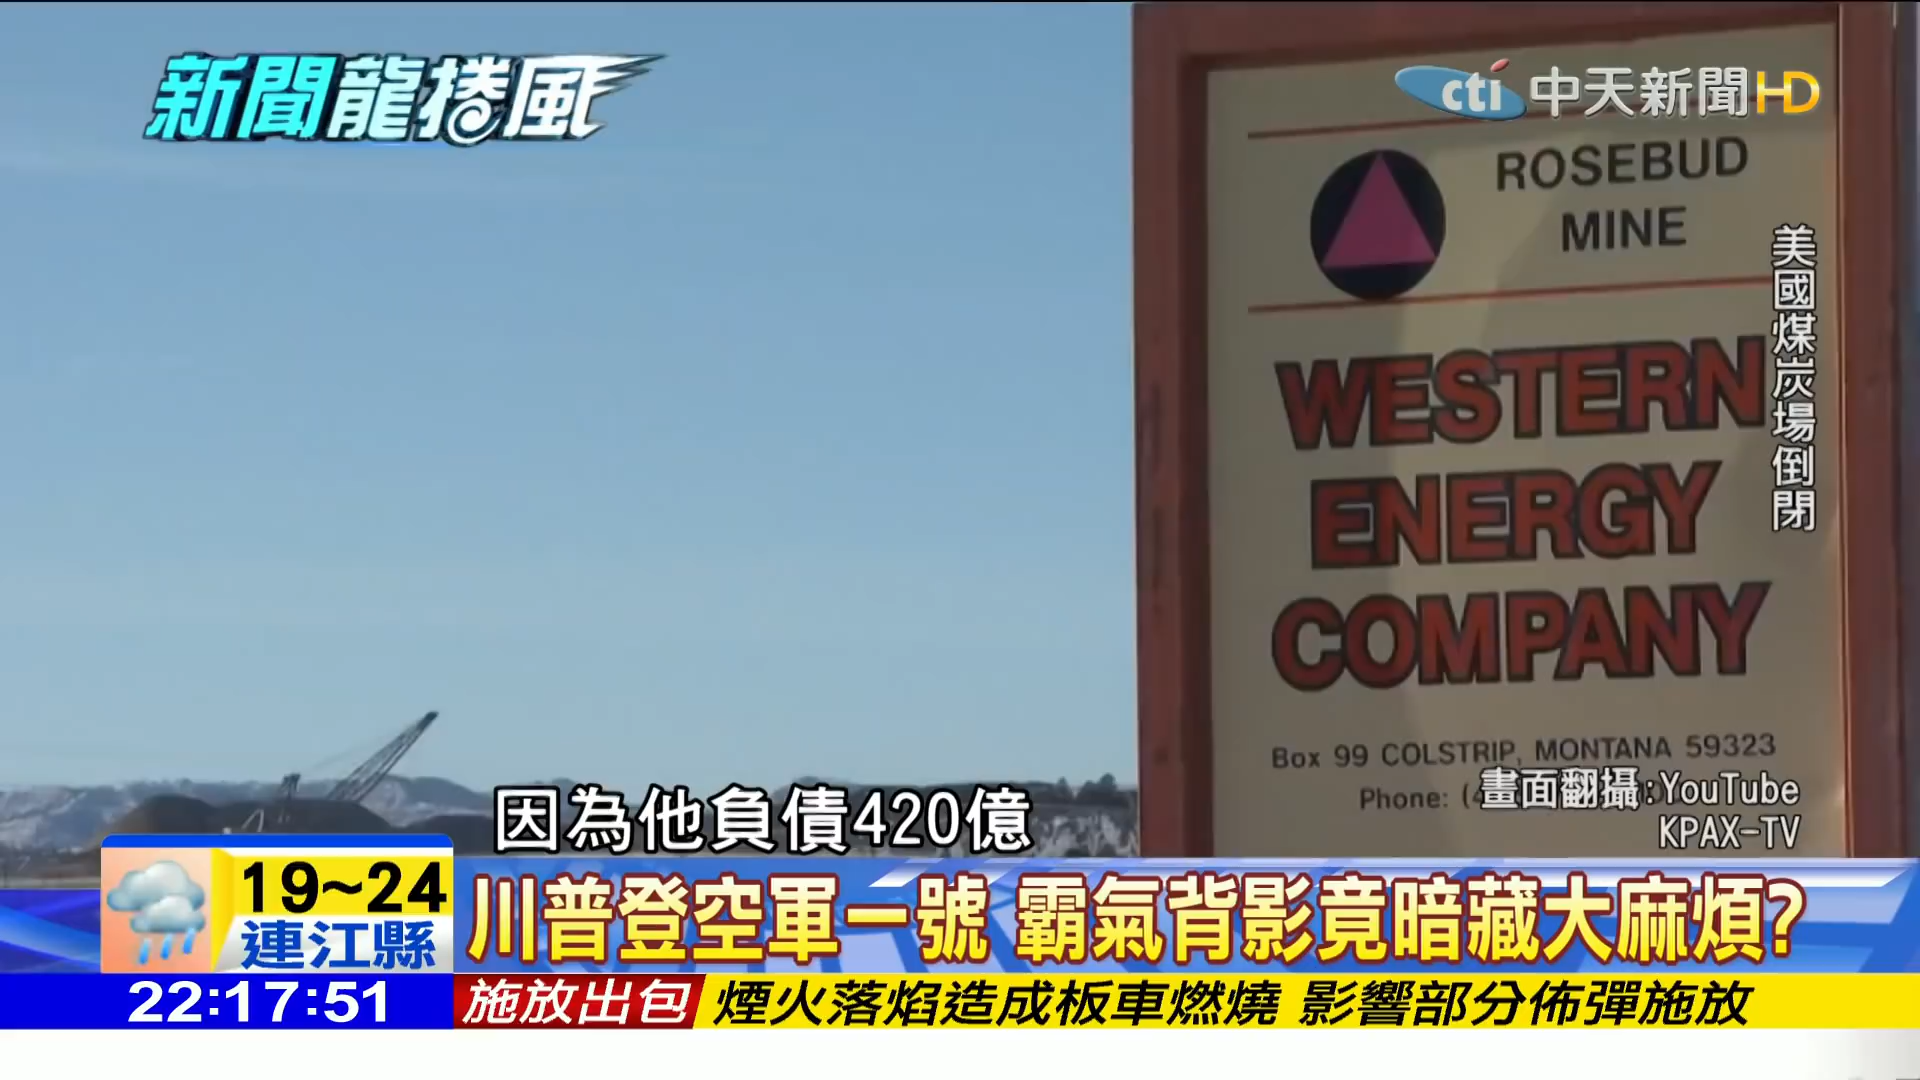 新聞龍捲風
cti 中天新聞HD
ROSEBUD
MINE
美國煤炭場倒閉
WESTERN
ENERGY
COMPANY
Box 99 COLSTRIP, MONTANA 59323
Phone: (
畫面翻攝:YouTube
KPAX-TV
因為他負債420億
19~24
連江縣
川普登空軍一號 霸氣背影竟暗藏大麻煩?
22:17:51
施放出包
煙火落焰造成板車燃燒 影響部分佈彈施放